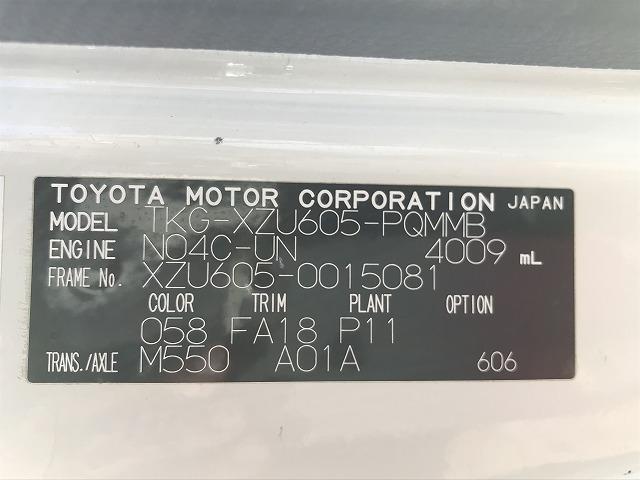 TOYOTA MOTOR CORPORATION JAPAN
MODEL TKG-XZU605-PQMMB
ENGINE N04C-UN 4009 mL
FRAME No. XZU605-0015081
COLOR TRIM PLANT OPTION
058 FA18 P11
TRANS./AXLE M550 A01A 606